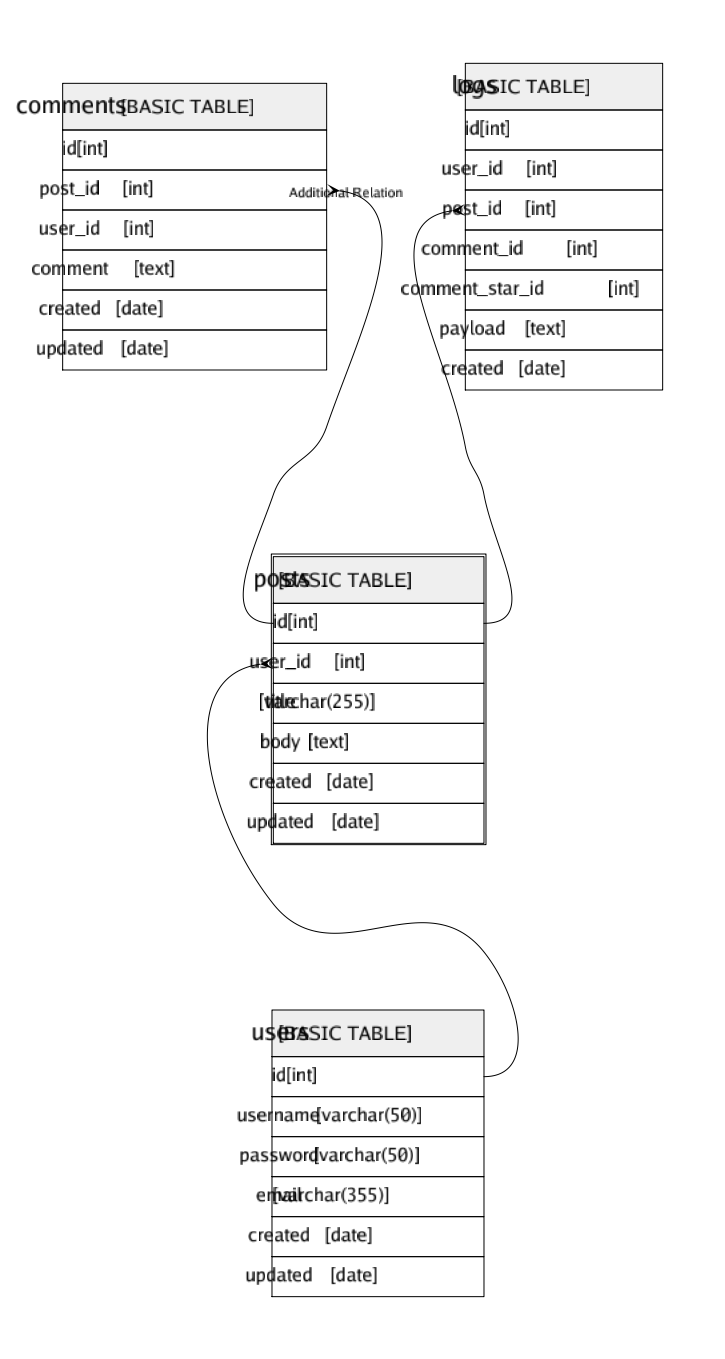 comments [BASIC TABLE]
id[int]
post_id [int]
user_id [int]
comment [text]
created [date]
updated [date]
Additional Relation
logs [BASIC TABLE]
id[int]
user_id [int]
post_id [int]
comment_id [int]
comment_star_id [int]
payload [text]
created [date]
posts [BASIC TABLE]
id[int]
user_id [int]
title [varchar(255)]
body [text]
created [date]
updated [date]
users [BASIC TABLE]
id[int]
username [varchar(50)]
password [varchar(50)]
email [varchar(355)]
created [date]
updated [date]